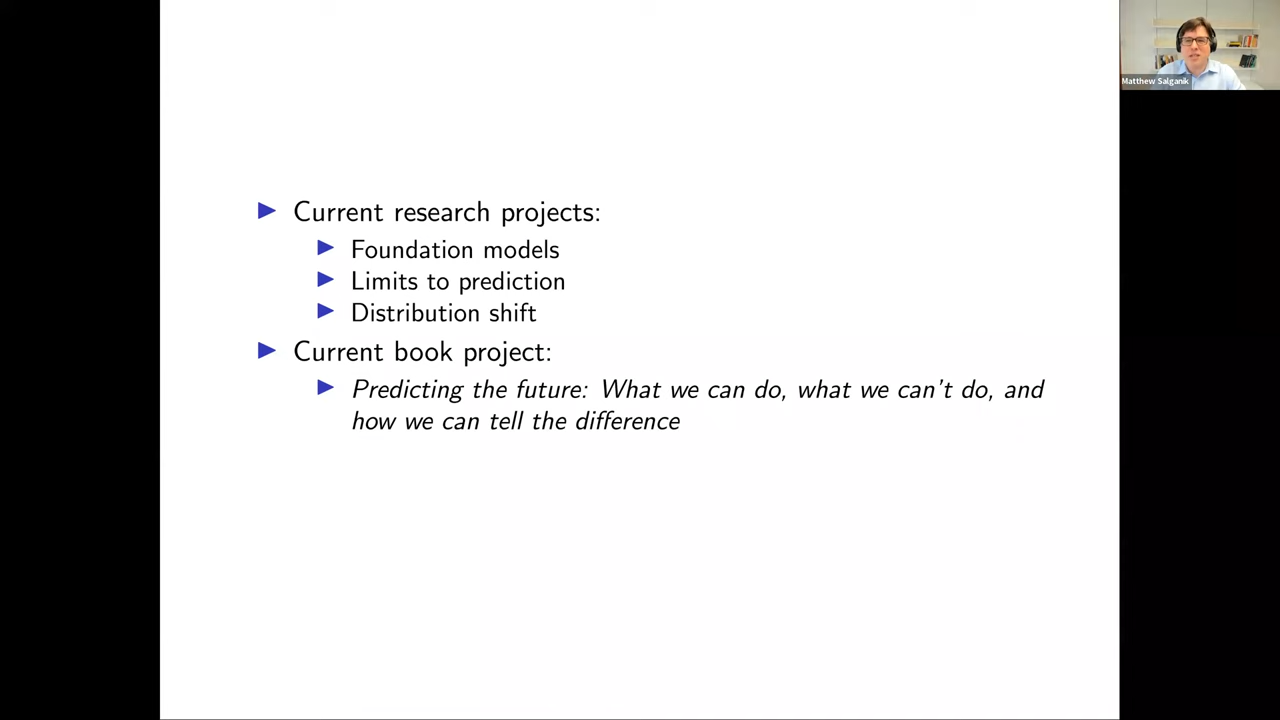 Matthew Salganik
Current research projects:
Foundation models
Limits to prediction
Distribution shift
Current book project:
Predicting the future: What we can do, what we can't do, and
how we can tell the difference